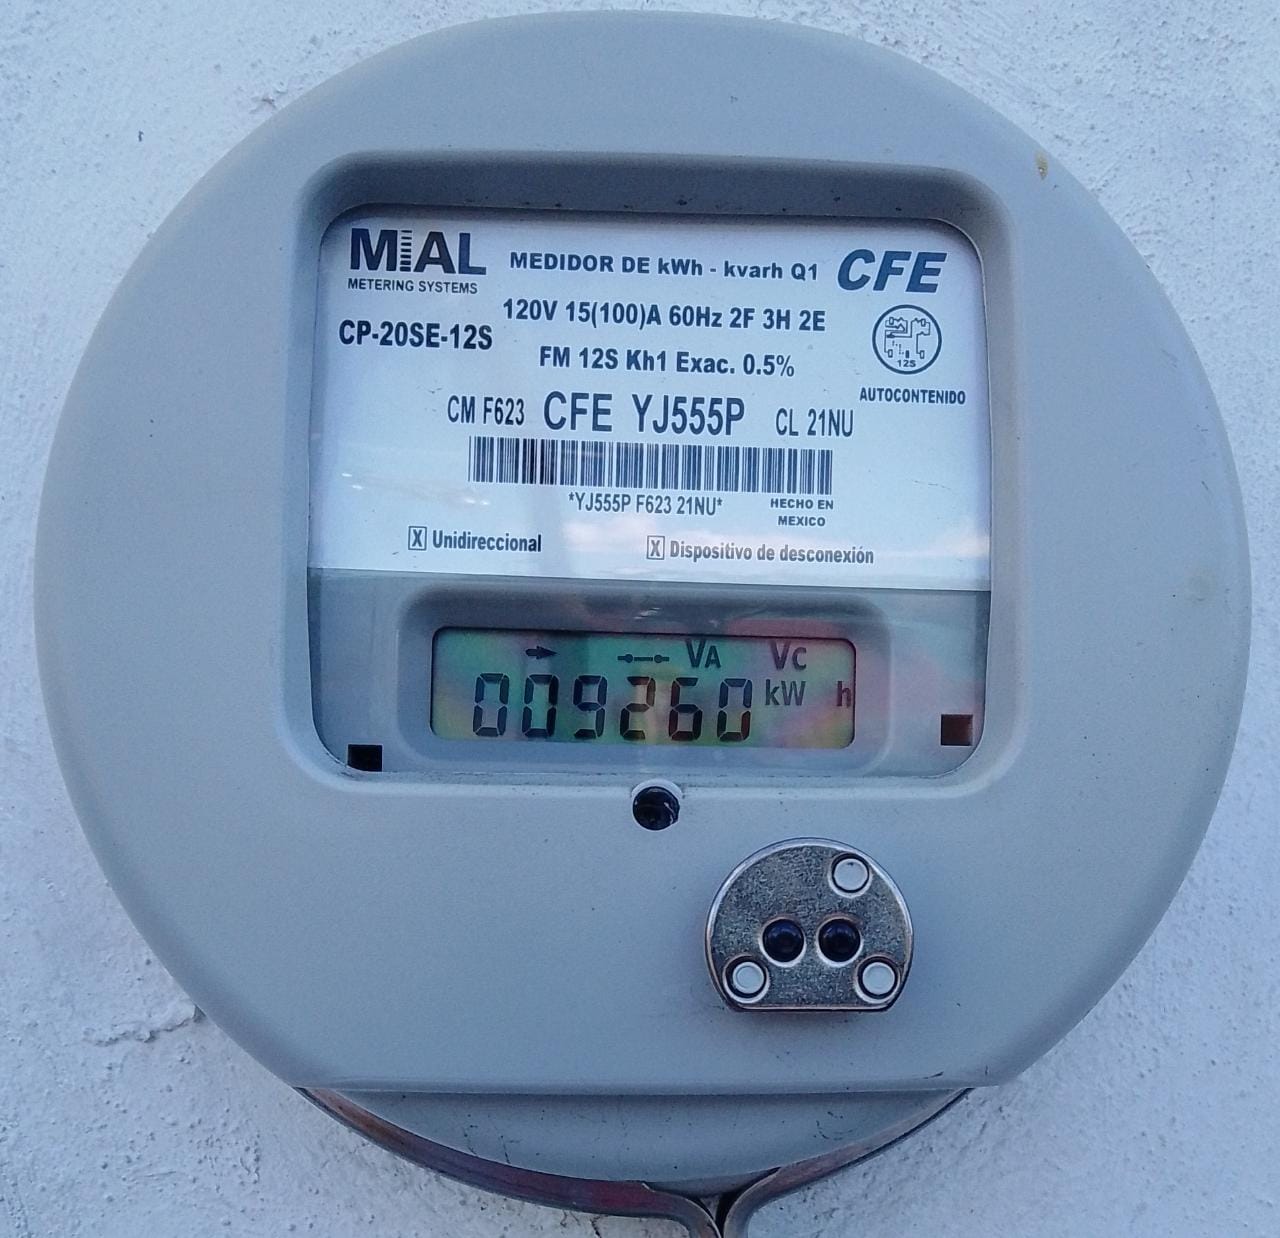 MIAL
METERING SYSTEMS
MEDIDOR DE kWh - kvarh Q1
CFE
120V 15(100)A 60Hz 2F 3H 2E
CP-20SE-12S
FM 12S Kh1 Exac. 0.5%
12S
AUTOCONTENIDO
CM F623 CFE YJ555P CL 21NU
*YJ555P F623 21NU*
HECHO EN
MEXICO
X Unidireccional
X Dispositivo de desconexión
VA VC
009260 kW h